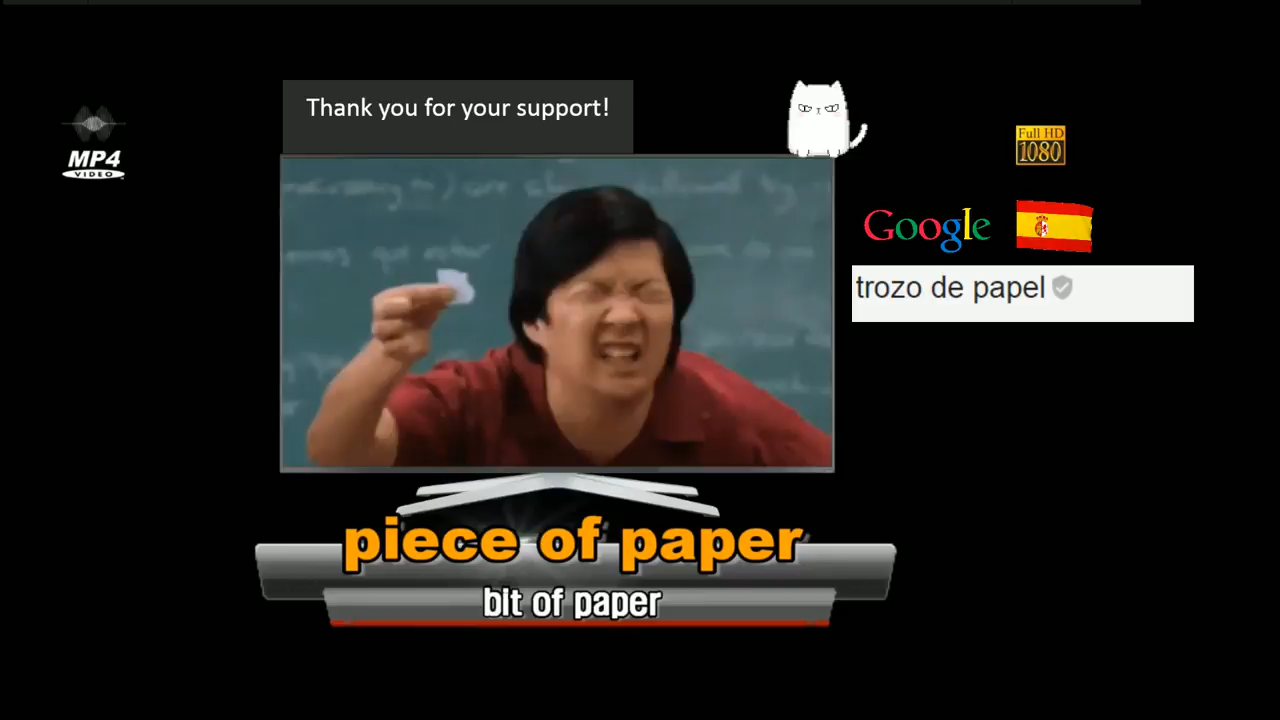 Thank you for your support!
MP4
VIDEO
Full HD
1080
Google
trozo de papel
piece of paper
bit of paper